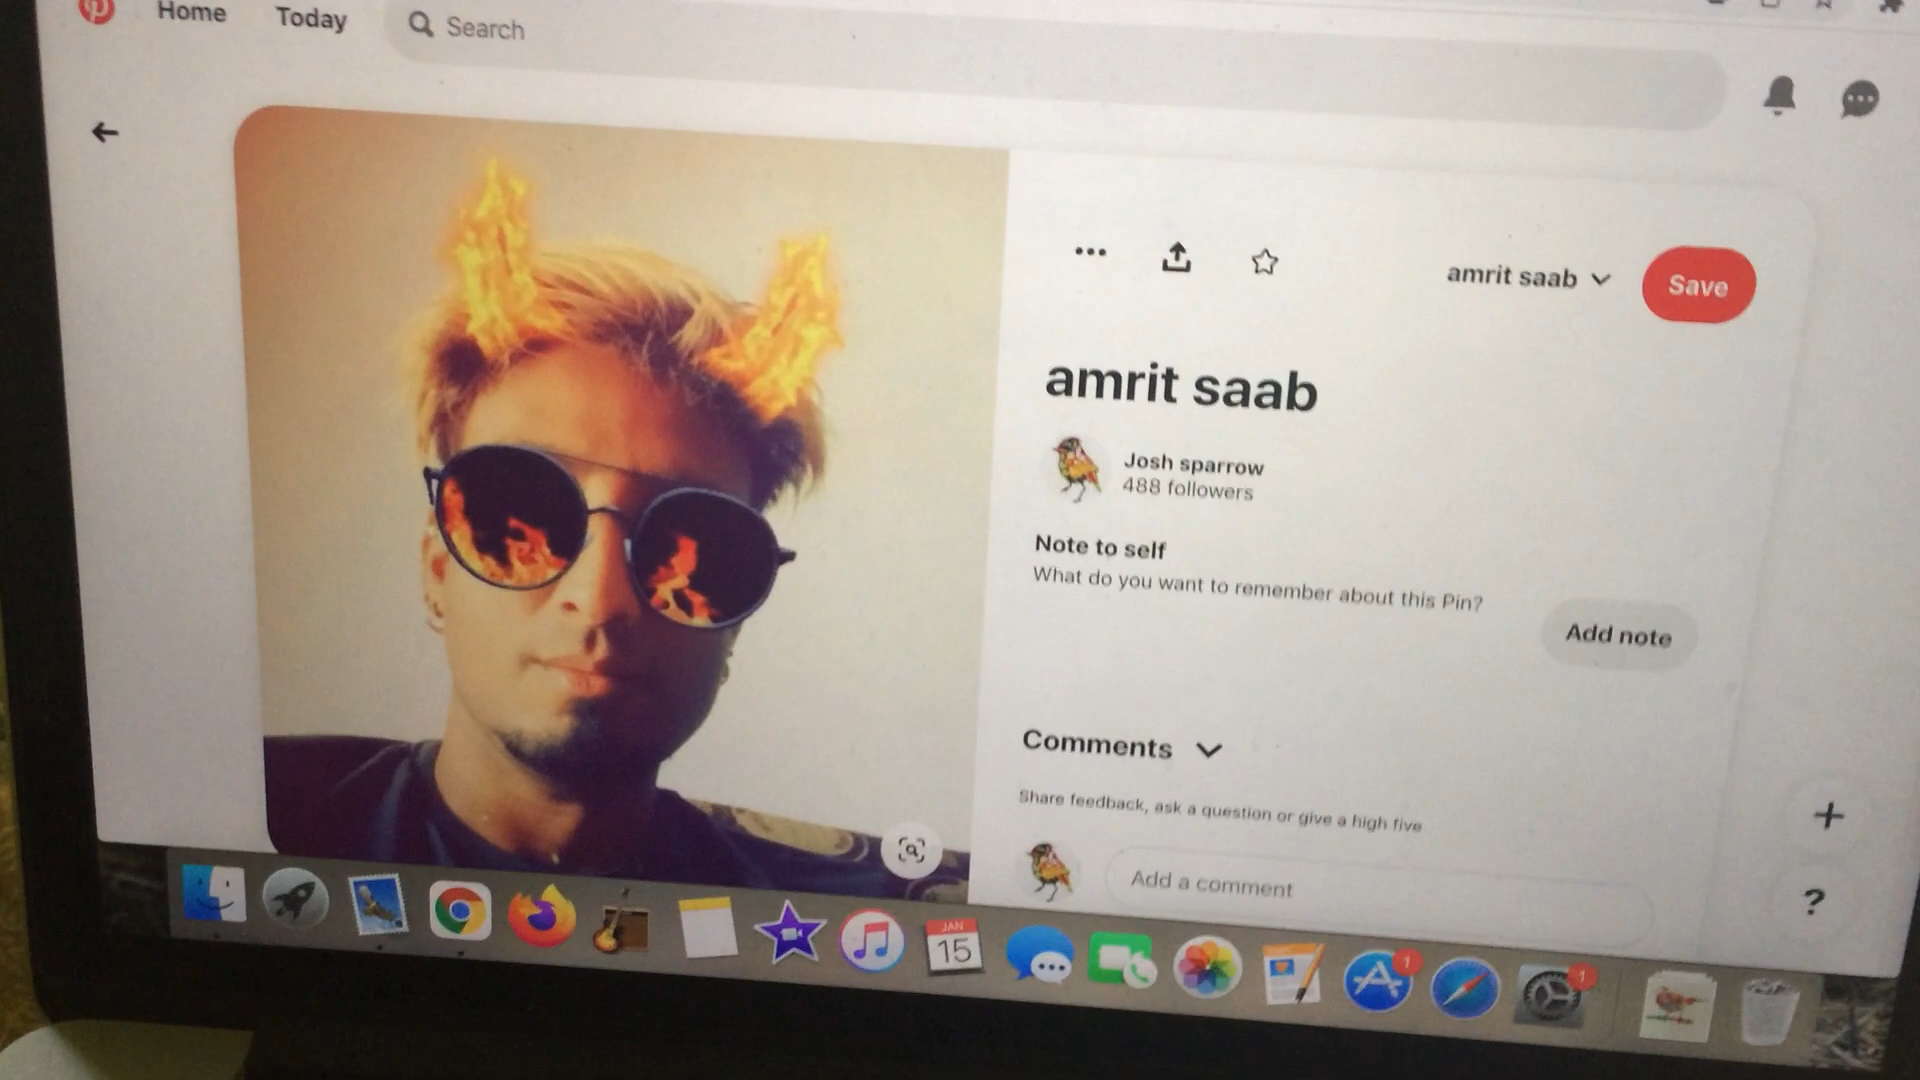 Home Today Search
amrit saab Save
amrit saab
Josh sparrow
488 followers
Note to self
What do you want to remember about this Pin?
Add note
Comments
Share feedback, ask a question or give a high five
Add a comment
?
JAN
15
1
1